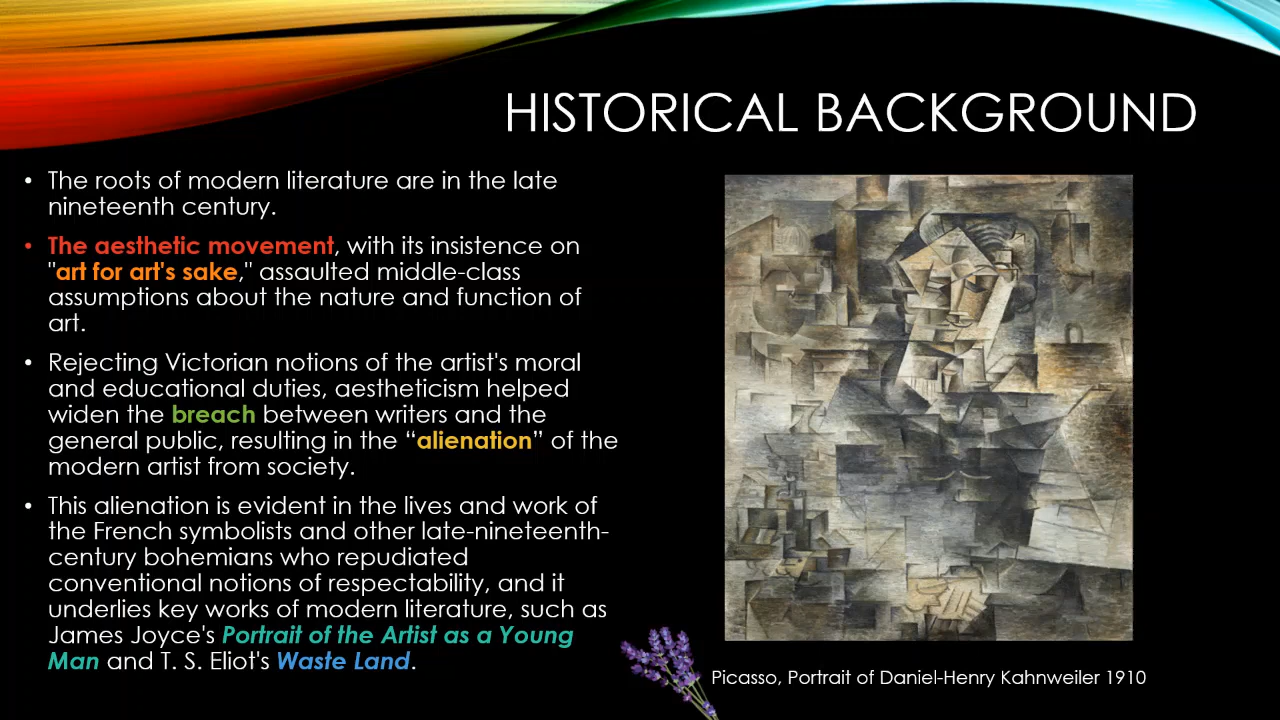 HISTORICAL BACKGROUND
• The roots of modern literature are in the late
nineteenth century.
• The aesthetic movement, with its insistence on
"art for art's sake," assaulted middle-class
assumptions about the nature and function of
art.
• Rejecting Victorian notions of the artist's moral
and educational duties, aestheticism helped
widen the breach between writers and the
general public, resulting in the “alienation” of the
modern artist from society.
• This alienation is evident in the lives and work of
the French symbolists and other late-nineteenth-
century bohemians who repudiated
conventional notions of respectability, and it
underlies key works of modern literature, such as
James Joyce's Portrait of the Artist as a Young
Man and T. S. Eliot's Waste Land.
Picasso, Portrait of Daniel-Henry Kahnweiler 1910